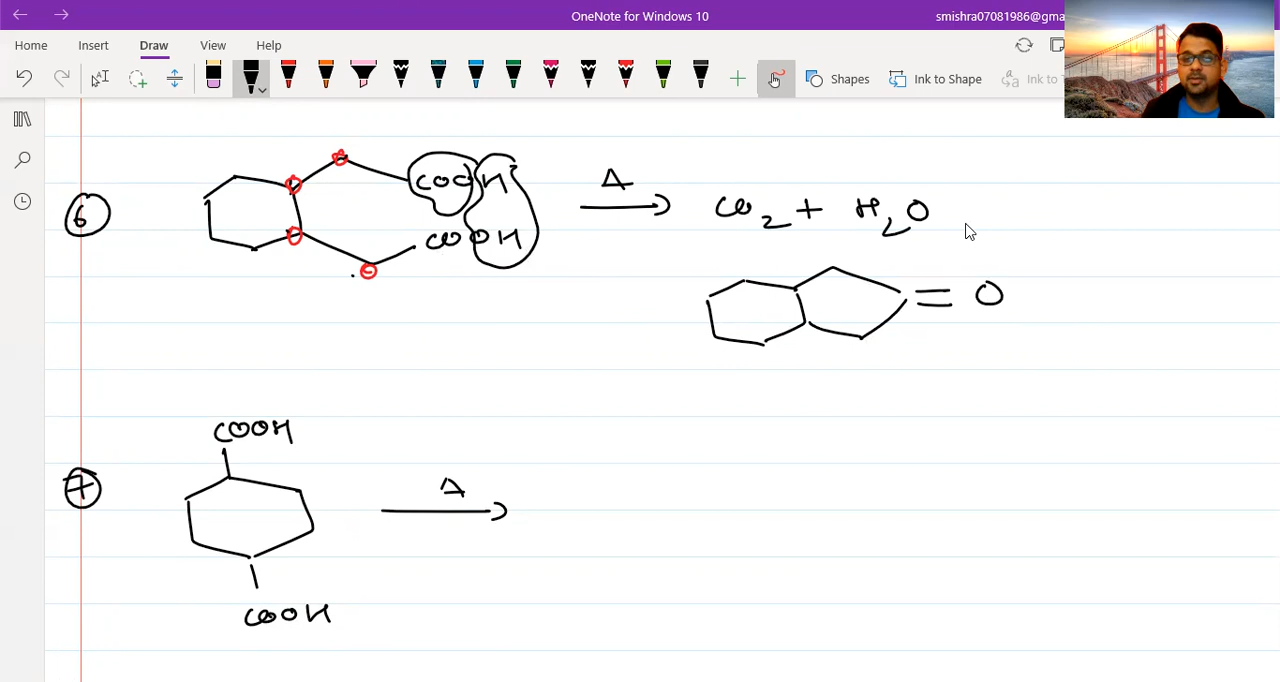 OneNote for Windows 10
smishra07081986@gma
Home Insert Draw View Help
Shapes Ink to Shape Ink to
6 COOH Δ CO2 + H2O
COOH
= O
COOH
7 Δ
COOH